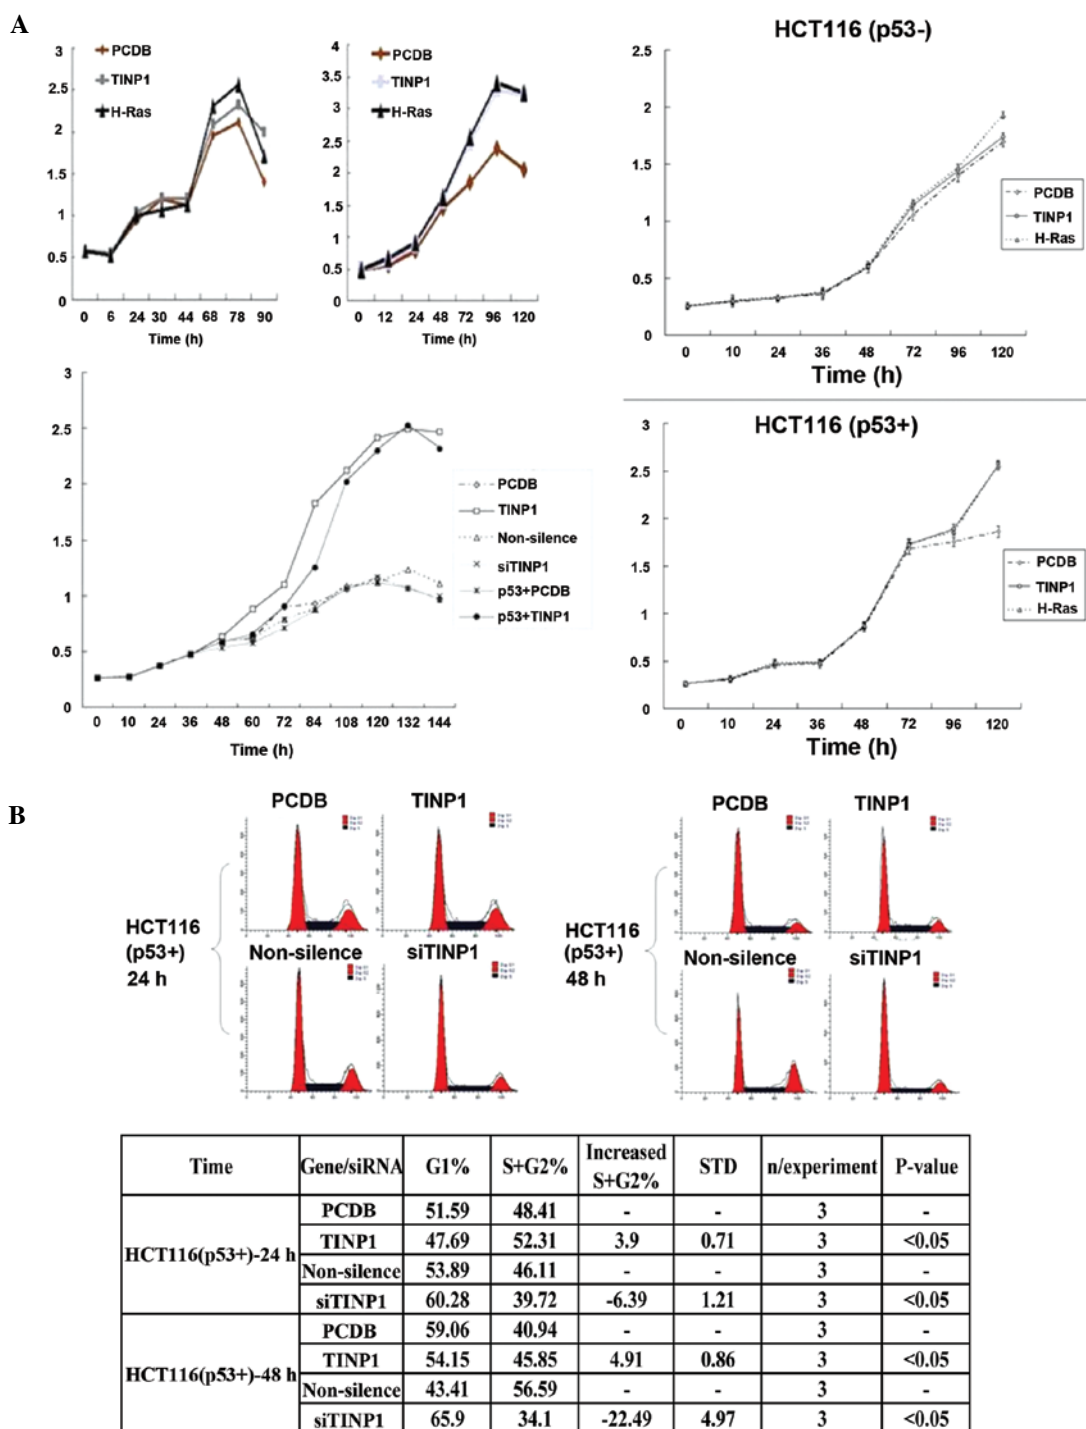 A
PCDB
TINP1
H-Ras
3
2.5
2
1.5
1
0.5
0
0 6 24 30 44 68 78 90
Time (h)
PCDB
TINP1
H-Ras
4
3.5
3
2.5
2
1.5
1
0.5
0
0 12 24 48 72 96 120
Time (h)
HCT116 (p53-)
2.5
2
1.5
1
0.5
0
PCDB
TINP1
H-Ras
0 10 24 36 48 72 96 120
Time (h)
3
2.5
2
1.5
1
0.5
0
PCDB
TINP1
Non-silence
siTINP1
p53+PCDB
p53+TINP1
0 10 24 36 48 60 72 84 108 120 132 144
Time (h)
HCT116 (p53+)
3
2.5
2
1.5
1
0.5
0
PCDB
TINP1
H-Ras
0 10 24 36 48 72 96 120
Time (h)
B
PCDB TINP1
HCT116
(p53+)
24 h
Non-silence siTINP1
PCDB TINP1
HCT116
(p53+)
48 h
Non-silence siTINP1
Time Gene/siRNA G1% S+G2% Increased S+G2% STD n/experiment P-value
HCT116(p53+)-24 h
PCDB 51.59 48.41 - - 3 -
TINP1 47.69 52.31 3.9 0.71 3 <0.05
Non-silence 53.89 46.11 - - 3 -
siTINP1 60.28 39.72 -6.39 1.21 3 <0.05
HCT116(p53+)-48 h
PCDB 59.06 40.94 - - 3 -
TINP1 54.15 45.85 4.91 0.86 3 <0.05
Non-silence 43.41 56.59 - - 3 -
siTINP1 65.9 34.1 -22.49 4.97 3 <0.05